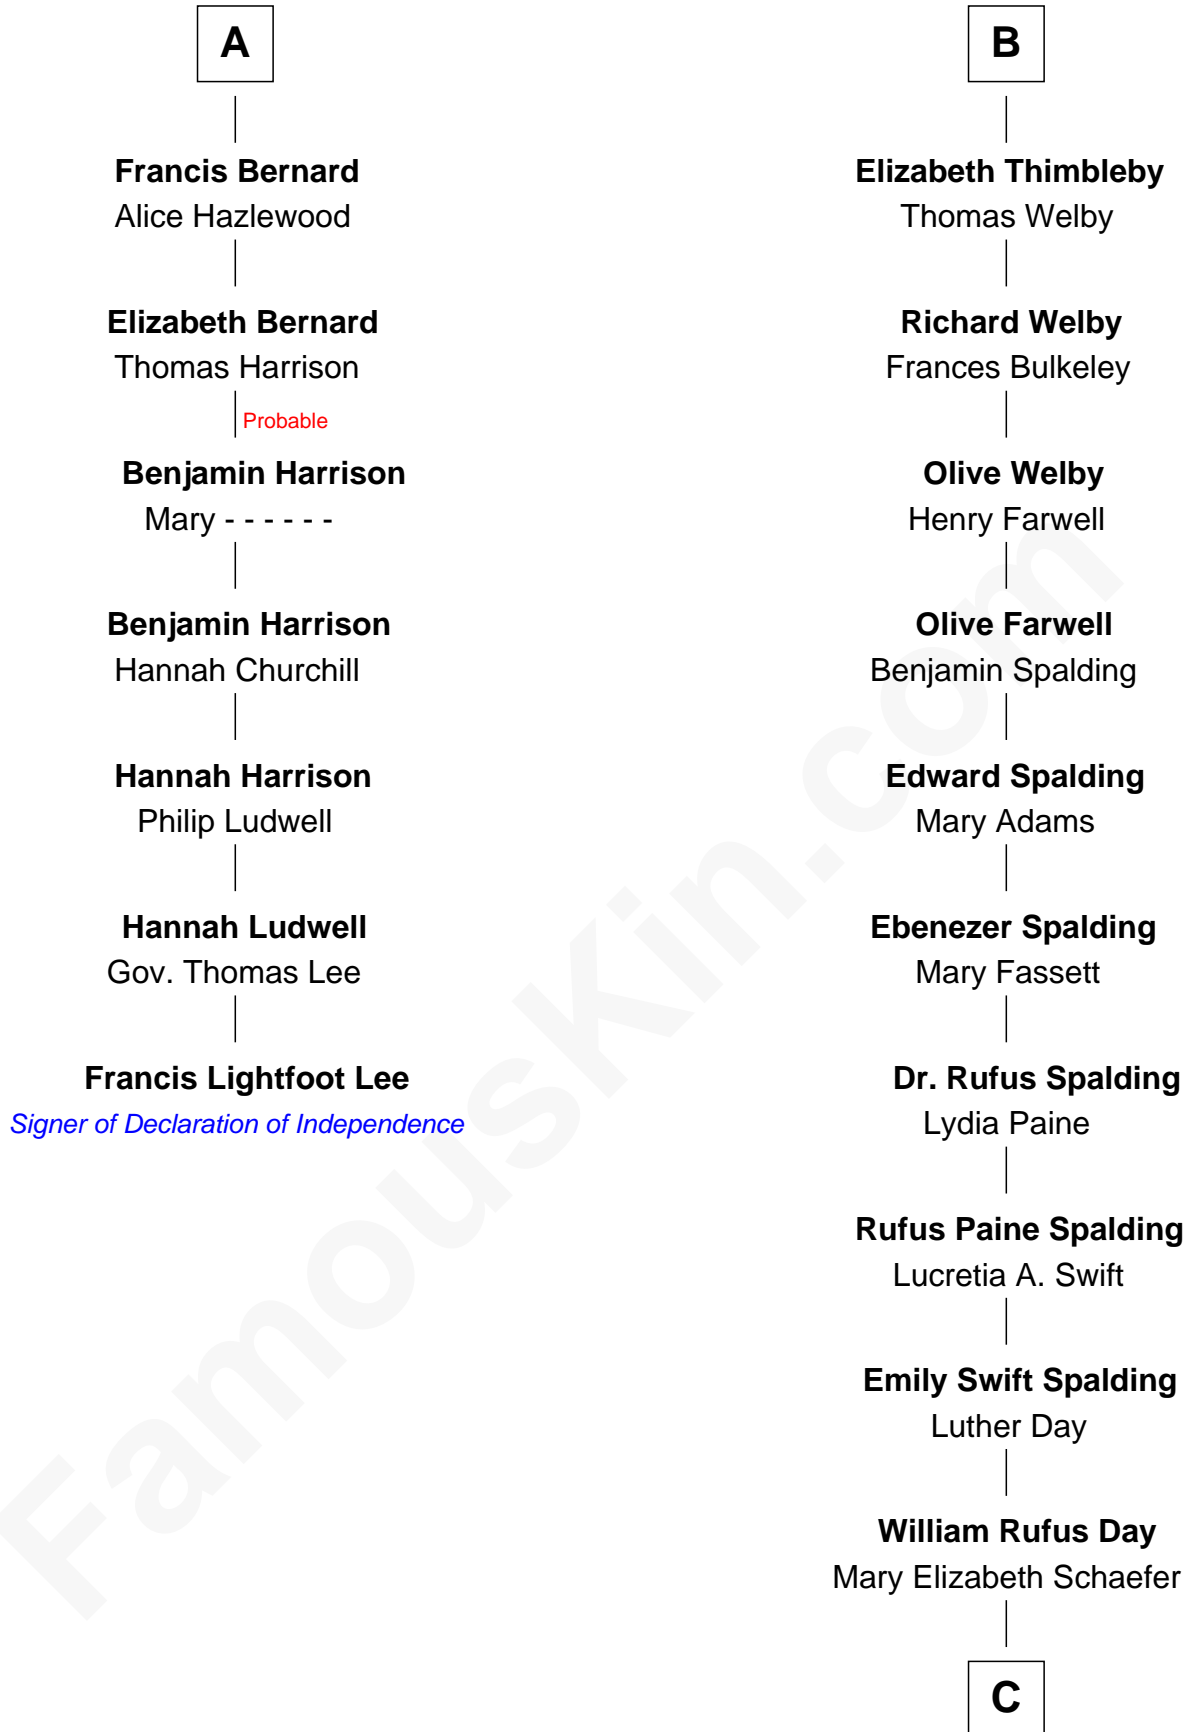 A
Francis Bernard
Alice Hazlewood
Elizabeth Bernard
Thomas Harrison
Probable
Benjamin Harrison
Mary - - - - - -
Benjamin Harrison
Hannah Churchill
Hannah Harrison
Philip Ludwell
Hannah Ludwell
Gov. Thomas Lee
Francis Lightfoot Lee
Signer of Declaration of Independence
B
Elizabeth Thimbleby
Thomas Welby
Richard Welby
Frances Bulkeley
Olive Welby
Henry Farwell
Olive Farwell
Benjamin Spalding
Edward Spalding
Mary Adams
Ebenezer Spalding
Mary Fassett
Dr. Rufus Spalding
Lydia Paine
Rufus Paine Spalding
Lucretia A. Swift
Emily Swift Spalding
Luther Day
William Rufus Day
Mary Elizabeth Schaefer
C
FamousKin.com